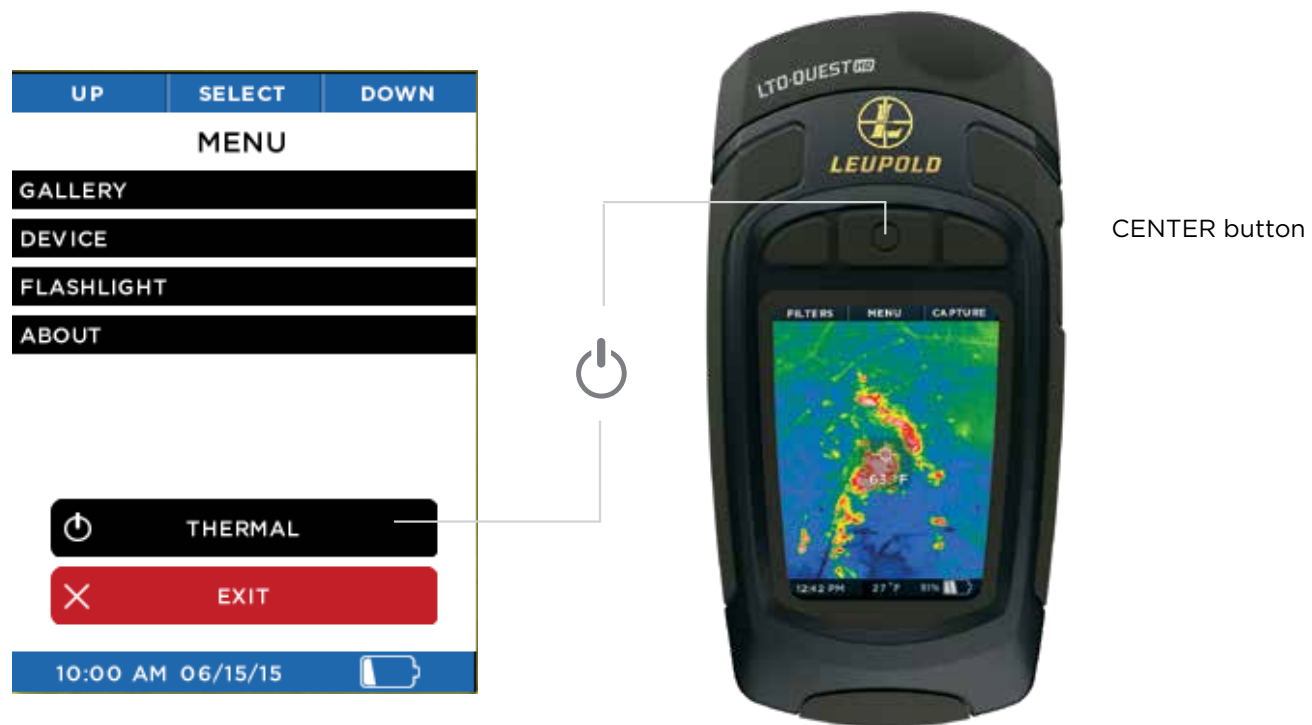 UP SELECT DOWN
MENU
GALLERY
DEVICE
FLASHLIGHT
ABOUT
THERMAL
EXIT
10:00 AM 06/15/15
LTO·QUEST HD
LEUPOLD
CENTER button
FILTERS MENU CAPTURE
63 °F
12:42 PM 27 °F 81%